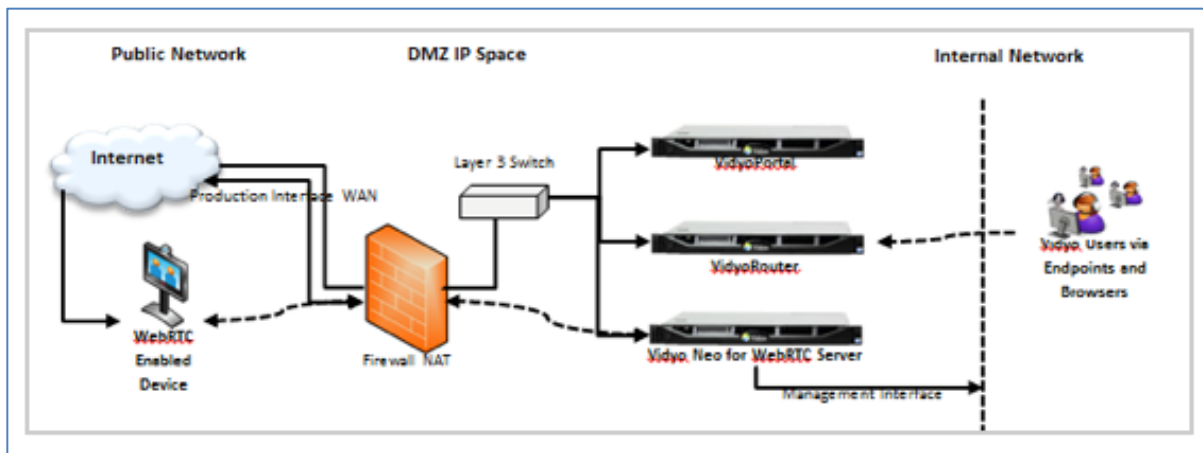 Public Network
DMZ IP Space
Internal Network
Internet
Layer 3 Switch
VidyoPortal
Production Interface WAN
VidyoRouter
Vidyo Users via
Endpoints and
Browsers
WebRTC
Enabled
Device
Firewall NAT
Vidyo Neo for WebRTC Server
Management Interface